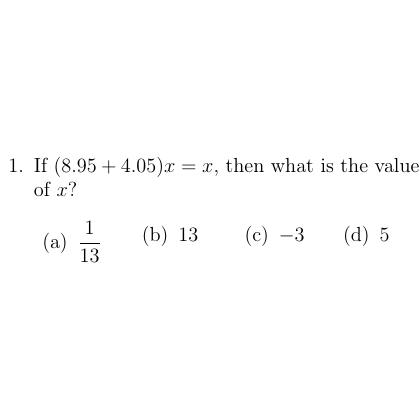 1. If (8.95 + 4.05)x = x, then what is the value
of x?
(a) 1/13 (b) 13 (c) −3 (d) 5